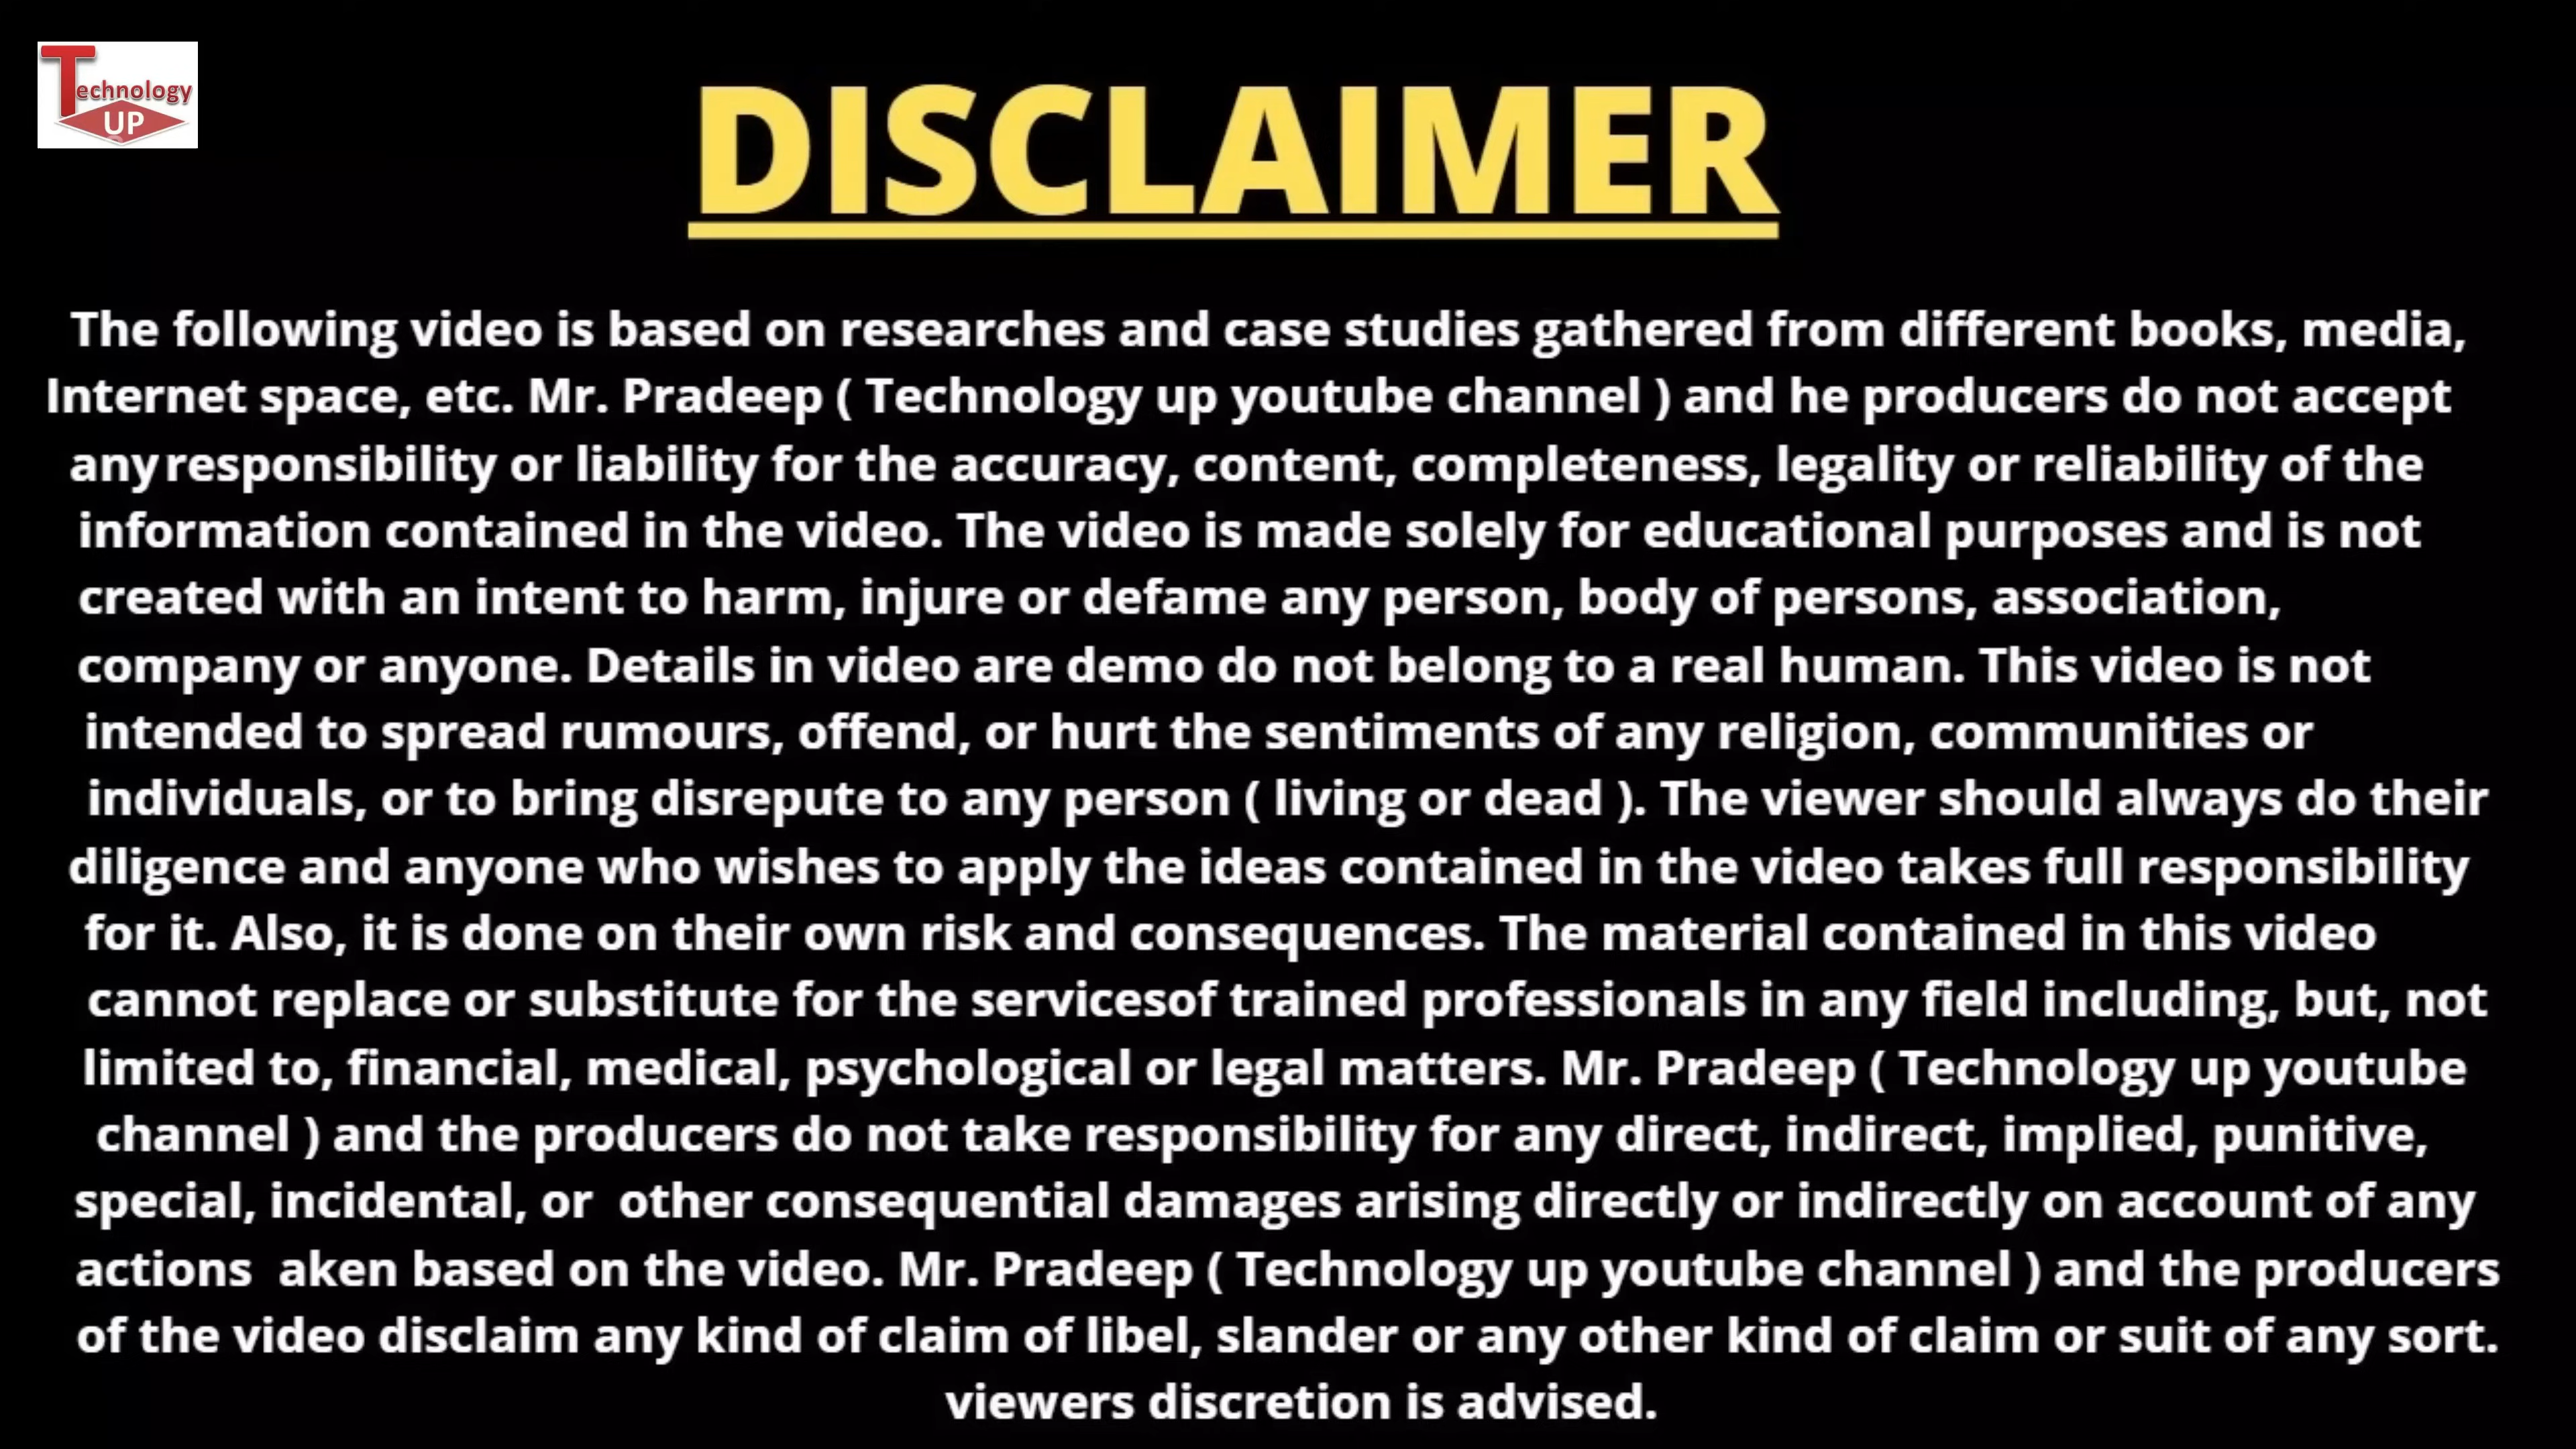 Technology
UP
DISCLAIMER
The following video is based on researches and case studies gathered from different books, media,
Internet space, etc. Mr. Pradeep ( Technology up youtube channel ) and he producers do not accept
any responsibility or liability for the accuracy, content, completeness, legality or reliability of the
information contained in the video. The video is made solely for educational purposes and is not
created with an intent to harm, injure or defame any person, body of persons, association,
company or anyone. Details in video are demo do not belong to a real human. This video is not
intended to spread rumours, offend, or hurt the sentiments of any religion, communities or
individuals, or to bring disrepute to any person ( living or dead ). The viewer should always do their
diligence and anyone who wishes to apply the ideas contained in the video takes full responsibility
for it. Also, it is done on their own risk and consequences. The material contained in this video
cannot replace or substitute for the servicesof trained professionals in any field including, but, not
limited to, financial, medical, psychological or legal matters. Mr. Pradeep ( Technology up youtube
channel ) and the producers do not take responsibility for any direct, indirect, implied, punitive,
special, incidental, or  other consequential damages arising directly or indirectly on account of any
actions  aken based on the video. Mr. Pradeep ( Technology up youtube channel ) and the producers
of the video disclaim any kind of claim of libel, slander or any other kind of claim or suit of any sort.
viewers discretion is advised.